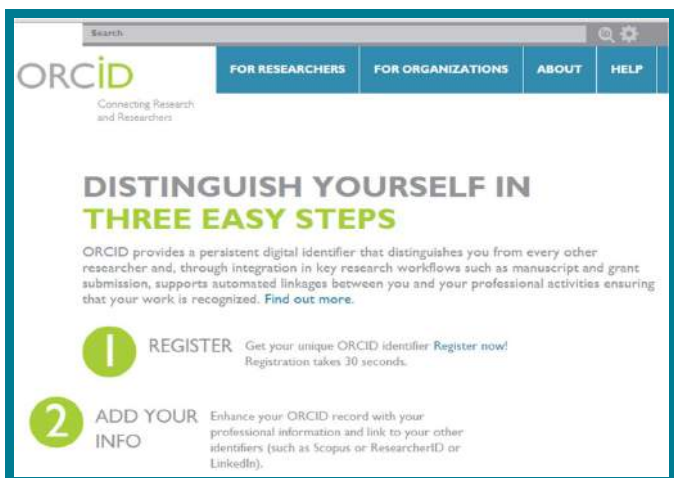 Search
FOR RESEARCHERS FOR ORGANIZATIONS ABOUT HELP
ORCiD
Connecting Research
and Researchers
DISTINGUISH YOURSELF IN
THREE EASY STEPS
ORCID provides a persistent digital identifier that distinguishes you from every other
researcher and, through integration in key research workflows such as manuscript and grant
submission, supports automated linkages between you and your professional activities ensuring
that your work is recognized. Find out more.
1 REGISTER Get your unique ORCID identifier Register now!
Registration takes 30 seconds.
2 ADD YOUR INFO Enhance your ORCID record with your
professional information and link to your other
identifiers (such as Scopus or ResearcherID or
LinkedIn).